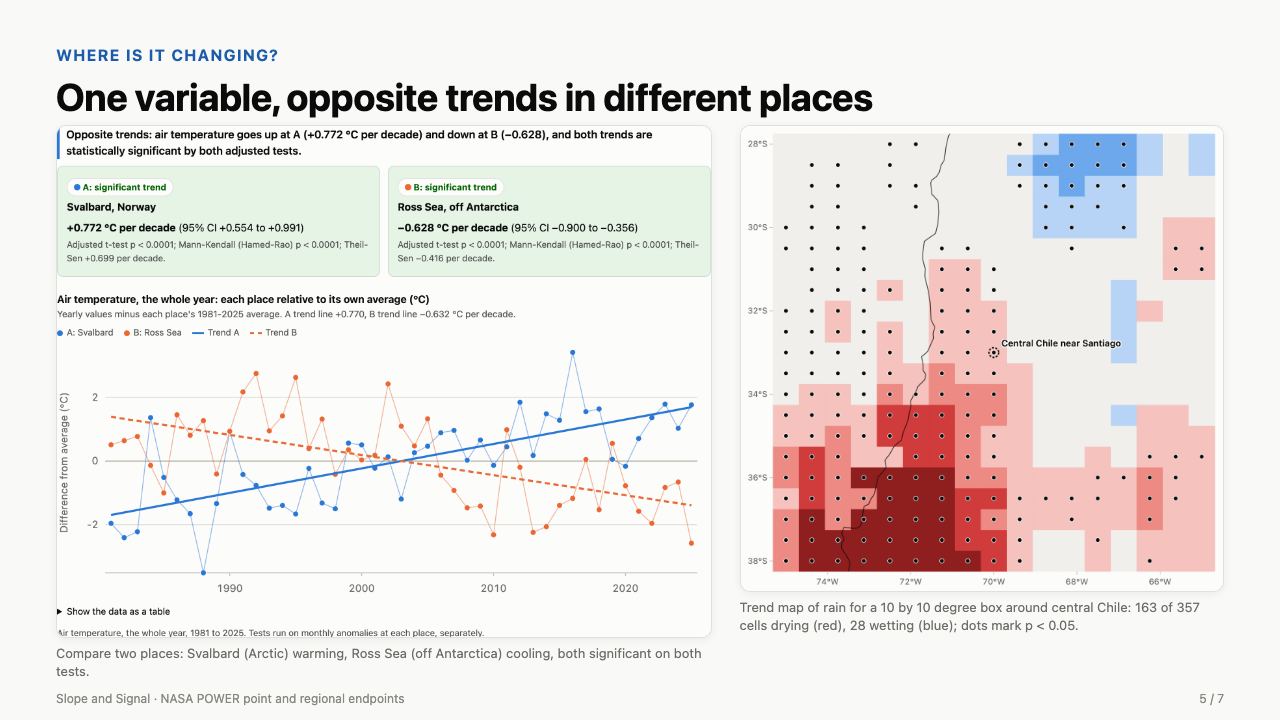 WHERE IS IT CHANGING?
One variable, opposite trends in different places
Opposite trends: air temperature goes up at A (+0.772 °C per decade) and down at B (−0.628), and both trends are
statistically significant by both adjusted tests.
A: significant trend
Svalbard, Norway
+0.772 °C per decade (95% CI +0.554 to +0.991)
Adjusted t-test p < 0.0001; Mann-Kendall (Hamed-Rao) p < 0.0001; Theil-
Sen +0.699 per decade.
B: significant trend
Ross Sea, off Antarctica
−0.628 °C per decade (95% CI −0.900 to −0.356)
Adjusted t-test p < 0.0001; Mann-Kendall (Hamed-Rao) p < 0.0001; Theil-
Sen −0.416 per decade.
Air temperature, the whole year: each place relative to its own average (°C)
Yearly values minus each place's 1981–2025 average. A trend line +0.770, B trend line −0.632 °C per decade.
A: Svalbard B: Ross Sea Trend A Trend B
Difference from average (°C)
2
0
−2
1990 2000 2010 2020
Show the data as a table
Air temperature, the whole year, 1981 to 2025. Tests run on monthly anomalies at each place, separately.
Compare two places: Svalbard (Arctic) warming, Ross Sea (off Antarctica) cooling, both significant on both
tests.
28°S
30°S
32°S
Central Chile near Santiago
34°S
36°S
38°S
74°W 72°W 70°W 68°W 66°W
Trend map of rain for a 10 by 10 degree box around central Chile: 163 of 357
cells drying (red), 28 wetting (blue); dots mark p < 0.05.
Slope and Signal · NASA POWER point and regional endpoints
5 / 7